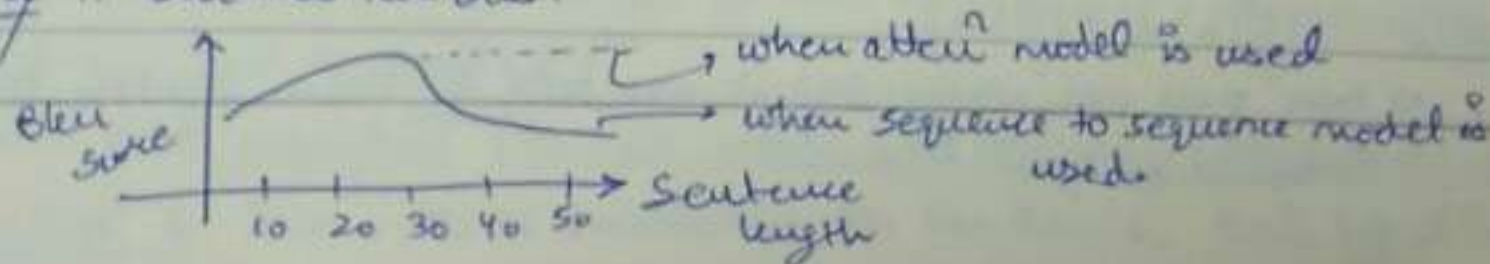 when attenⁿ model is used
Bleu
score
when sequence to sequence model is
used.
10 20 30 40 50
Sentence
length